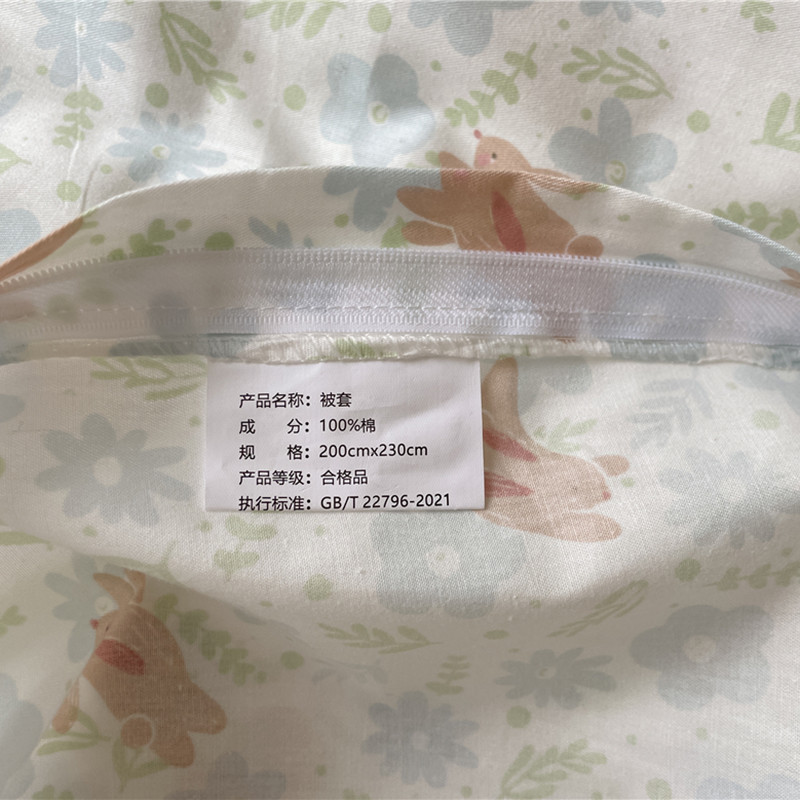 产品名称：被套
成 分：100%棉
规 格：200cmx230cm
产品等级：合格品
执行标准：GB/T 22796-2021